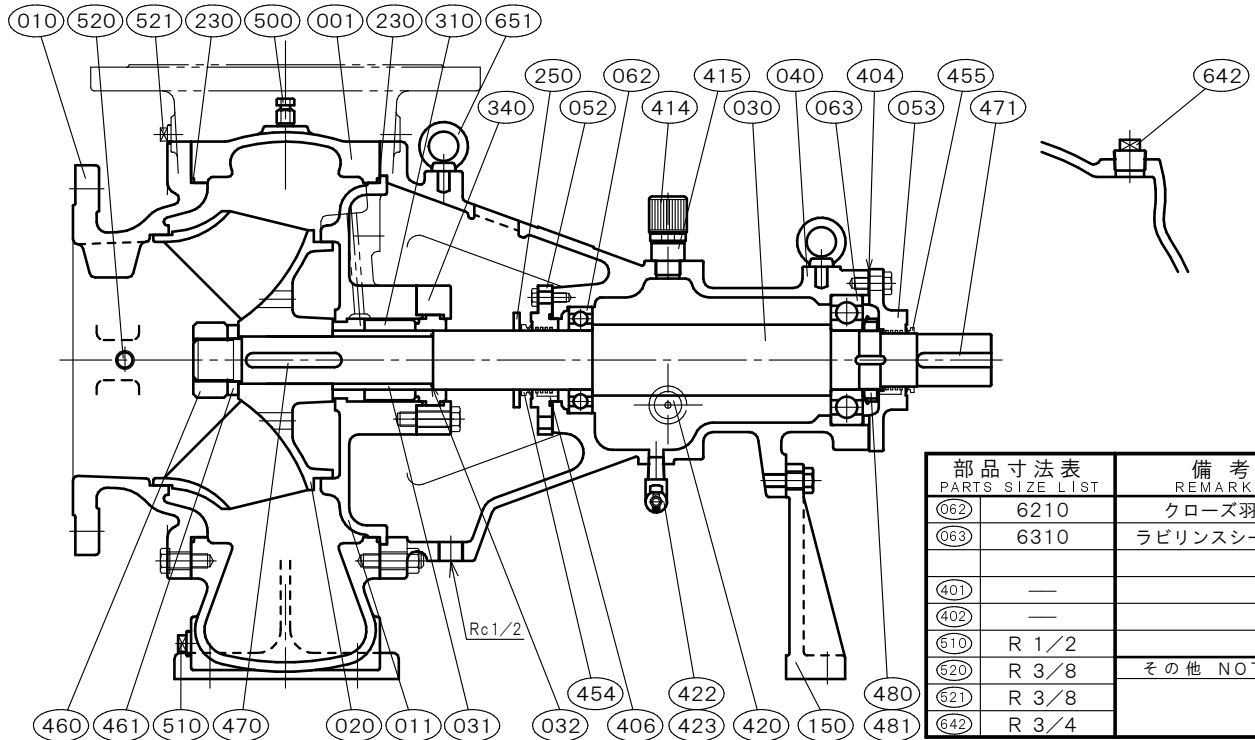 010 520 521 230 500 001 230 310 651
250 062 415 040 404 455 642
340 052 414 030 063 053 471
部品寸法表 備考
PARTS SIZE LIST REMARK
062 6210 クローズ羽
063 6310 ラビリンスシー
401 —
402 —
510 R 1/2
520 R 3/8 その他 NOT
521 R 3/8
642 R 3/4
Rc1/2
454 422 480
460 461 510 470 020 011 031 032 406 423 420 150 481